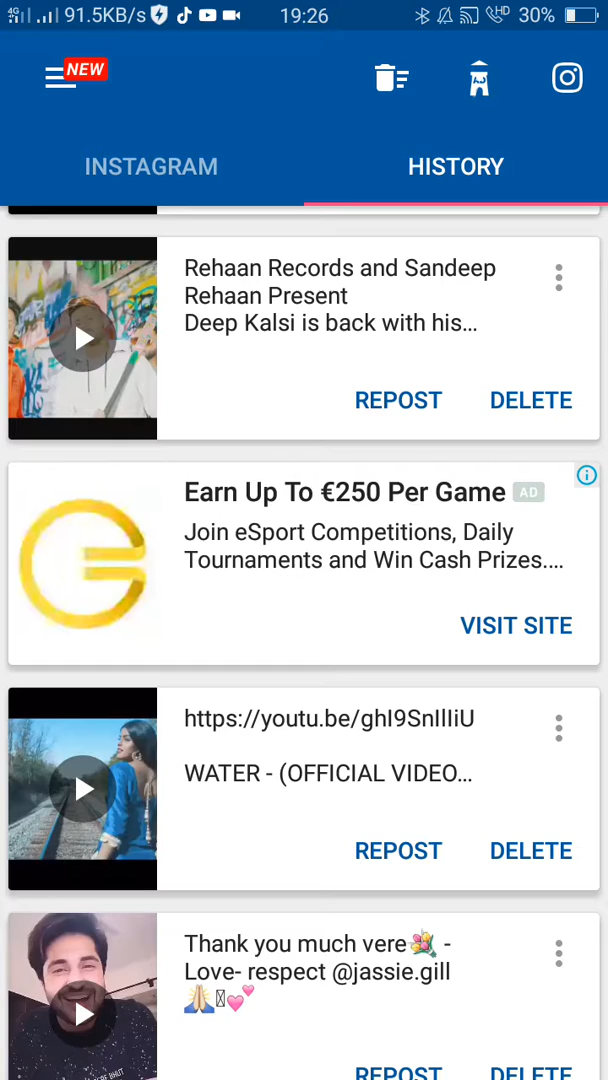 4G 91.5KB/s 19:26 HD 30%
NEW
INSTAGRAM HISTORY
Rehaan Records and Sandeep
Rehaan Present
Deep Kalsi is back with his...
REPOST DELETE
Earn Up To €250 Per Game AD
Join eSport Competitions, Daily
Tournaments and Win Cash Prizes....
VISIT SITE
https://youtu.be/ghI9SnIlIiU
WATER - (OFFICIAL VIDEO...
REPOST DELETE
Thank you much vere💐 -
Love- respect @jassie.gill
🙏💕
REPOST DELETE